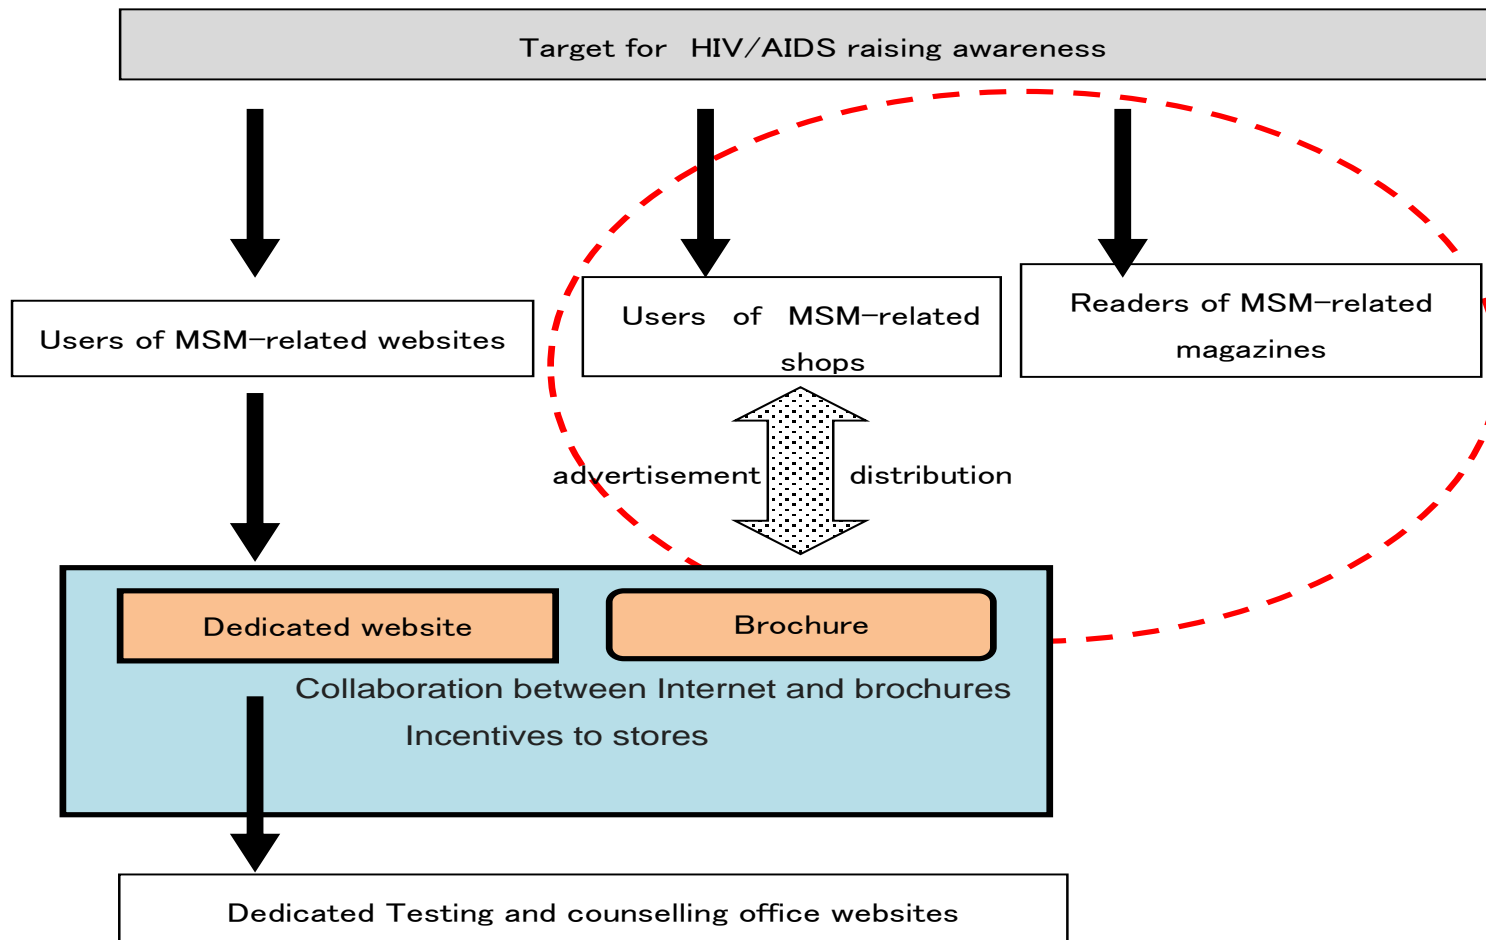 Target for HIV/AIDS raising awareness
Users of MSM-related websites
Users of MSM-related
shops
Readers of MSM-related
magazines
advertisement
distribution
Dedicated website
Brochure
Collaboration between Internet and brochures
Incentives to stores
Dedicated Testing and counselling office websites